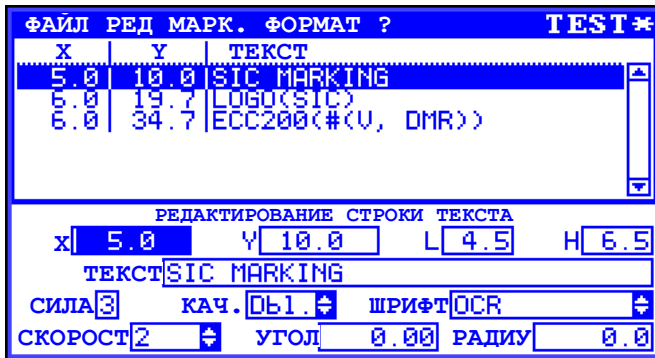 ФАЙЛ РЕД МАРК. ФОРМАТ ? TEST*
X Y ТЕКСТ
5.0| 10.0|SIC MARKING
6.0| 19.7|LOGO(SIC)
6.0| 34.7|ECC200(#(V, DMR))
РЕДАКТИРОВАНИЕ СТРОКИ ТЕКСТА
X 5.0 Y 10.0 L 4.5 H 6.5
ТЕКСТ SIC MARKING
СИЛА 3 КАЧ. Dbl. ШРИФТ OCR
СКОРОСТ 2 УГОЛ 0.00 РАДИУ 0.0